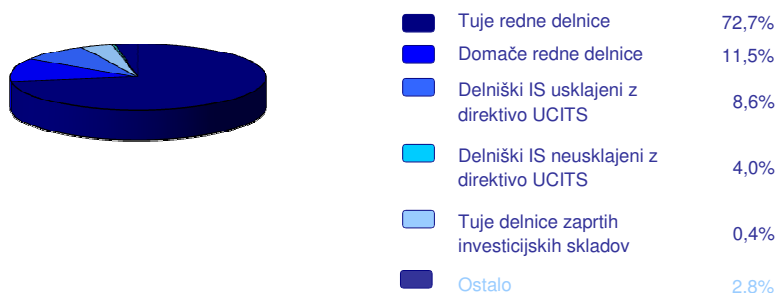 Tuje redne delnice 72,7%
Domače redne delnice 11,5%
Delniški IS usklajeni z
direktivo UCITS 8,6%
Delniški IS neusklajeni z
direktivo UCITS 4,0%
Tuje delnice zaprtih
investicijskih skladov 0,4%
Ostalo 2.8%